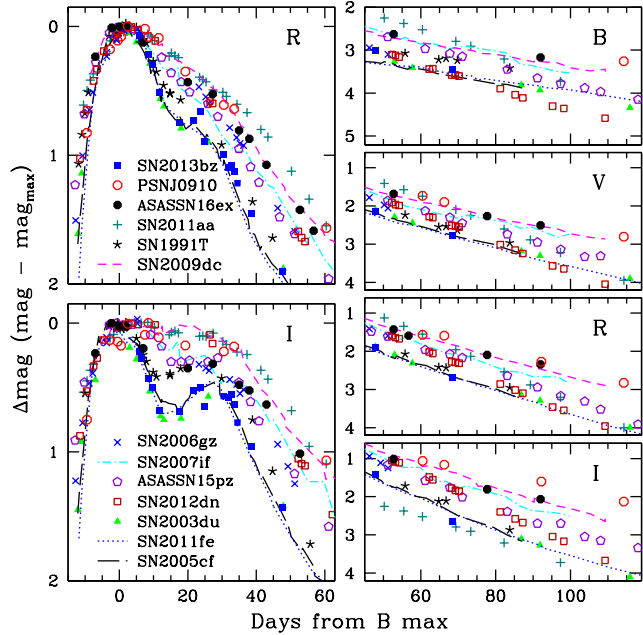 R
0
1
2
SN2013bz
PSNJ0910
ASASSN16ex
SN2011aa
SN1991T
SN2009dc
I
0
1
2
SN2006gz
SN2007if
ASASSN15pz
SN2012dn
SN2003du
SN2011fe
SN2005cf
0 20 40 60
Δmag (mag − mag_max)
B
2
3
4
5
V
1
2
3
4
R
1
2
3
4
I
1
2
3
4
60 80 100
Days from B max